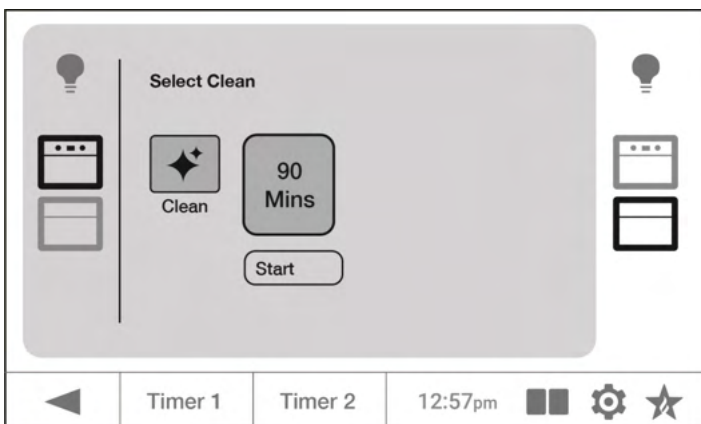 Select Clean
90
Mins
Clean
Start
Timer 1
Timer 2
12:57pm